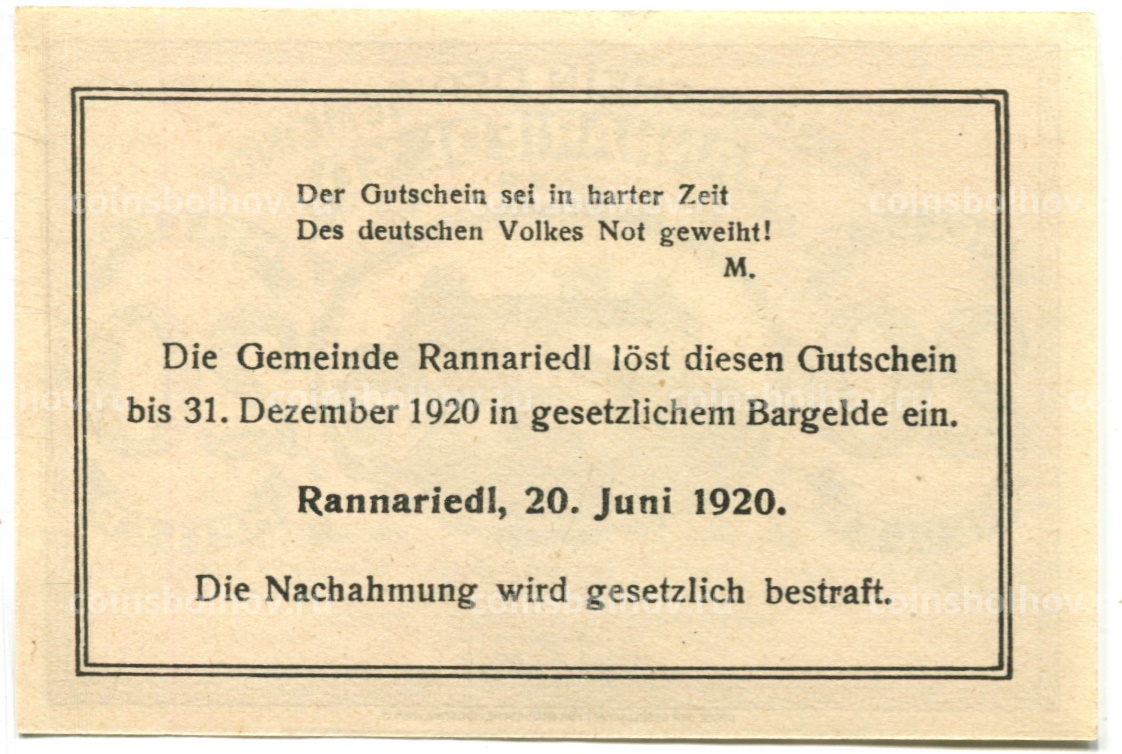 Der Gutschein sei in harter Zeit
Des deutschen Volkes Not geweiht!
M.
Die Gemeinde Rannariedl löst diesen Gutschein
bis 31. Dezember 1920 in gesetzlichem Bargelde ein.
Rannariedl, 20. Juni 1920.
Die Nachahmung wird gesetzlich bestraft.